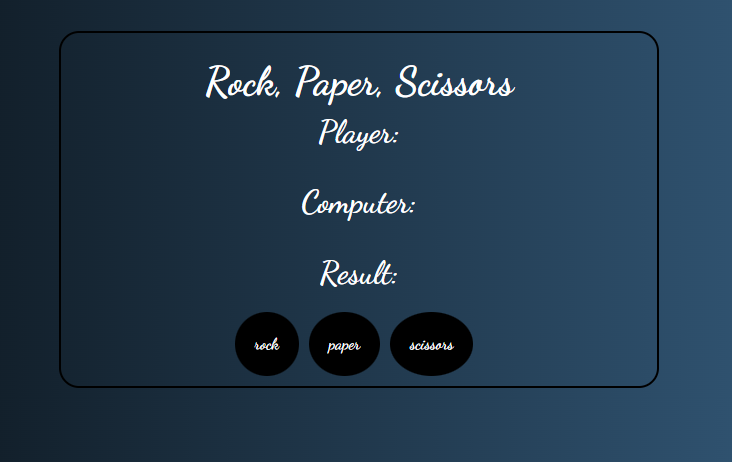 Rock, Paper, Scissors
Player:
Computer:
Result:
rock paper scissors